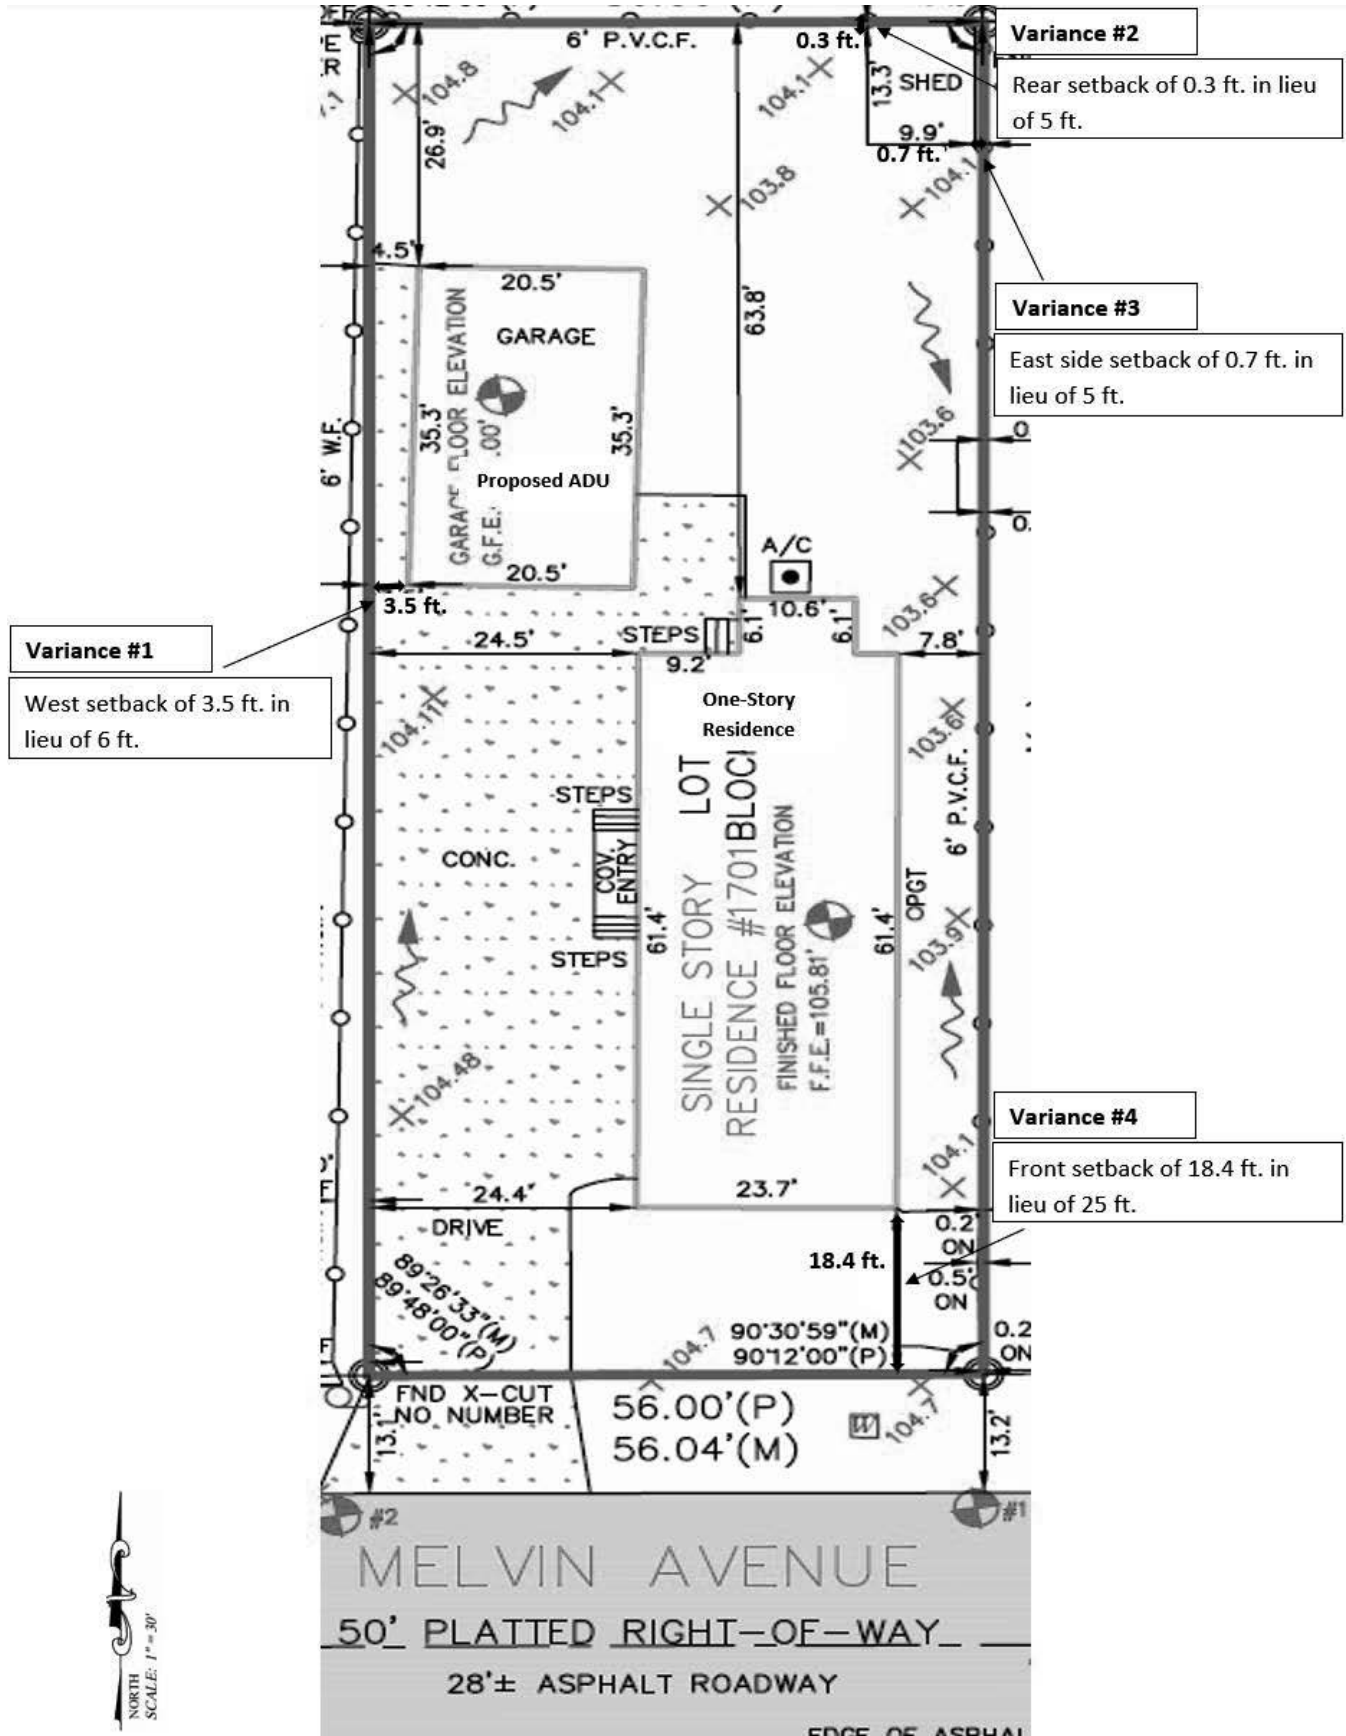 6' P.V.C.F.
0.3 ft.
Variance #2
Rear setback of 0.3 ft. in lieu
of 5 ft.
104.8
104.1
104.1
13.3'
SHED
9.9'
0.7 ft.
26.9'
103.8
104.1
4.5'
20.5'
GARAGE
GARAGE FLOOR ELEVATION
G.F.E.
.00'
35.3'
35.3'
Proposed ADU
63.8'
Variance #3
East side setback of 0.7 ft. in
lieu of 5 ft.
103.6
6' W.F.
20.5'
3.5 ft.
A/C
10.6'
103.6
Variance #1
West setback of 3.5 ft. in
lieu of 6 ft.
24.5'
STEPS
6.1'
6.1'
9.2'
7.8'
One-Story
Residence
104.11
103.6
6' P.V.C.F.
STEPS
CONC.
COV.
ENTRY
STEPS
61.4'
SINGLE STORY LOT
RESIDENCE #1701 BLOC
FINISHED FLOOR ELEVATION
F.F.E.=105.81'
61.4'
OPGT
103.9
104.48
Variance #4
Front setback of 18.4 ft. in
lieu of 25 ft.
104.1
24.4'
23.7'
DRIVE
0.2'
ON
18.4 ft.
0.5'
ON
89°26'33"(M)
89°48'00"(P)
90°30'59"(M)
90°12'00"(P)
0.2
ON
104.7
FND X-CUT
NO NUMBER
56.00'(P)
56.04'(M)
W
104.7
13.1'
13.2'
#2
#1
MELVIN AVENUE
50' PLATTED RIGHT-OF-WAY
28'± ASPHALT ROADWAY
NORTH
SCALE: 1" = 30'